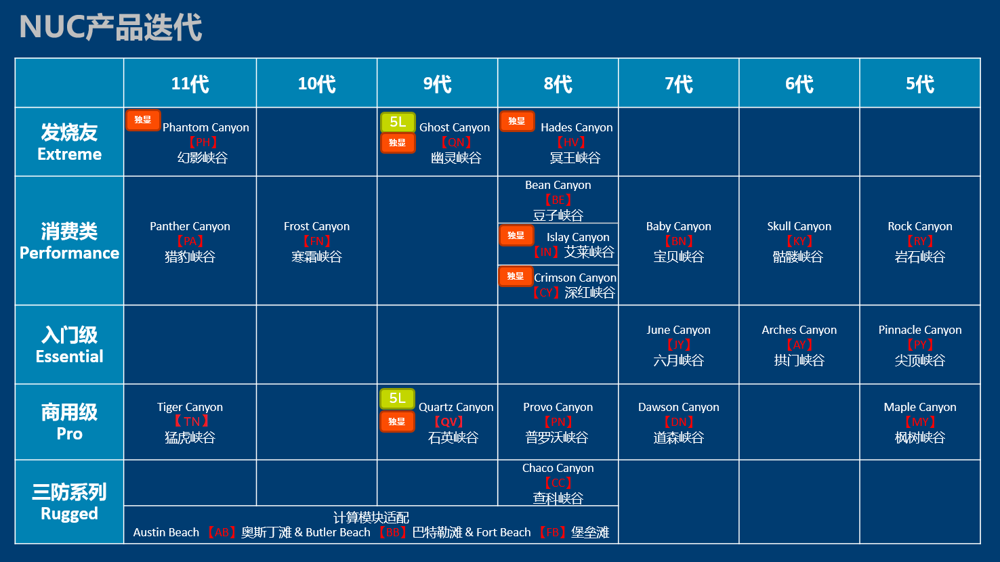 NUC产品迭代
11代
10代
9代
8代
7代
6代
5代
发烧友
Extreme
独显
Phantom Canyon
【PH】
幻影峡谷
5L
独显
Ghost Canyon
【QN】
幽灵峡谷
独显
Hades Canyon
【HV】
冥王峡谷
消费类
Performance
Panther Canyon
【PA】
猎豹峡谷
Frost Canyon
【FN】
寒霜峡谷
Bean Canyon
【BE】
豆子峡谷
独显
Islay Canyon
【IN】艾莱峡谷
独显
Crimson Canyon
【CY】深红峡谷
Baby Canyon
【BN】
宝贝峡谷
Skull Canyon
【KY】
骷髅峡谷
Rock Canyon
【RY】
岩石峡谷
入门级
Essential
June Canyon
【JY】
六月峡谷
Arches Canyon
【AY】
拱门峡谷
Pinnacle Canyon
【PY】
尖顶峡谷
商用级
Pro
Tiger Canyon
【TN】
猛虎峡谷
5L
独显
Quartz Canyon
【QV】
石英峡谷
Provo Canyon
【PN】
普罗沃峡谷
Dawson Canyon
【DN】
道森峡谷
Maple Canyon
【MY】
枫树峡谷
三防系列
Rugged
Chaco Canyon
【CC】
查科峡谷
计算模块适配
Austin Beach 【AB】奥斯丁滩 & Butler Beach 【BB】巴特勒滩 & Fort Beach 【FB】堡垒滩